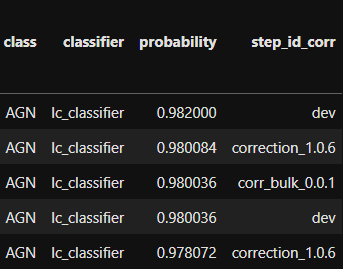 class classifier probability step_id_corr
AGN lc_classifier 0.982000 dev
AGN lc_classifier 0.980084 correction_1.0.6
AGN lc_classifier 0.980036 corr_bulk_0.0.1
AGN lc_classifier 0.980036 dev
AGN lc_classifier 0.978072 correction_1.0.6